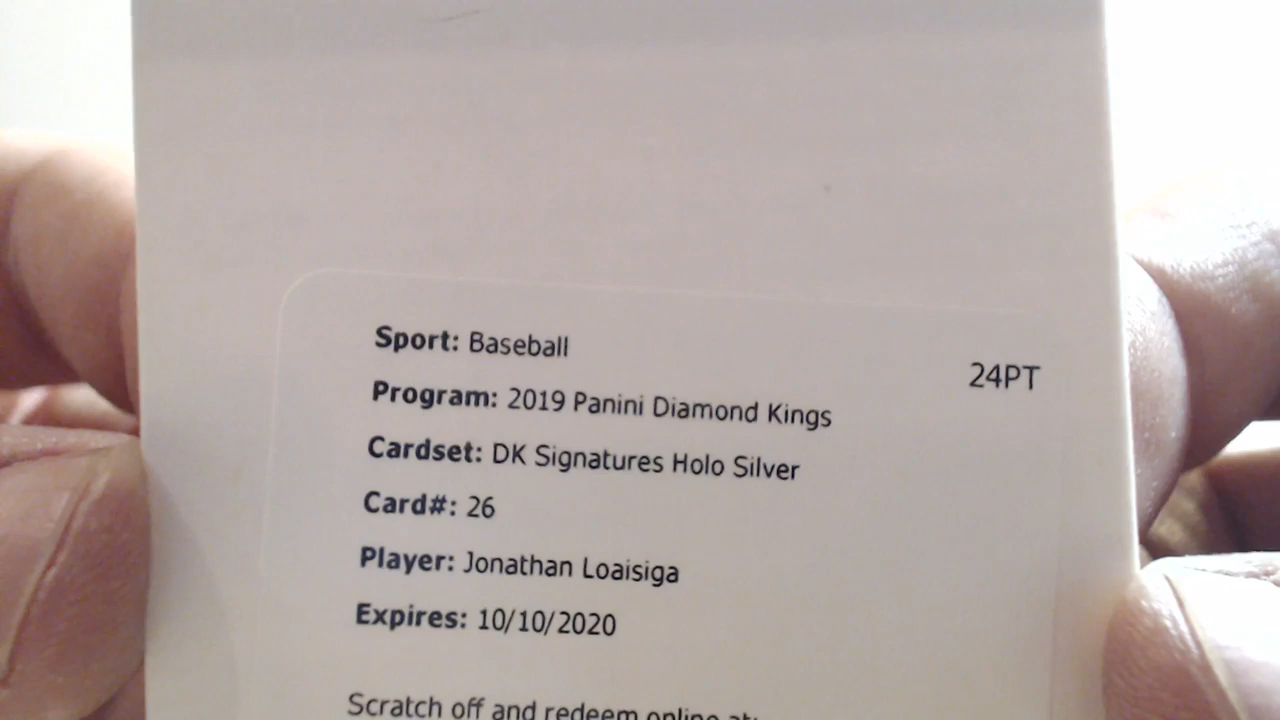 Sport: Baseball
24PT
Program: 2019 Panini Diamond Kings
Cardset: DK Signatures Holo Silver
Card#: 26
Player: Jonathan Loaisiga
Expires: 10/10/2020
Scratch off and redeem online at: